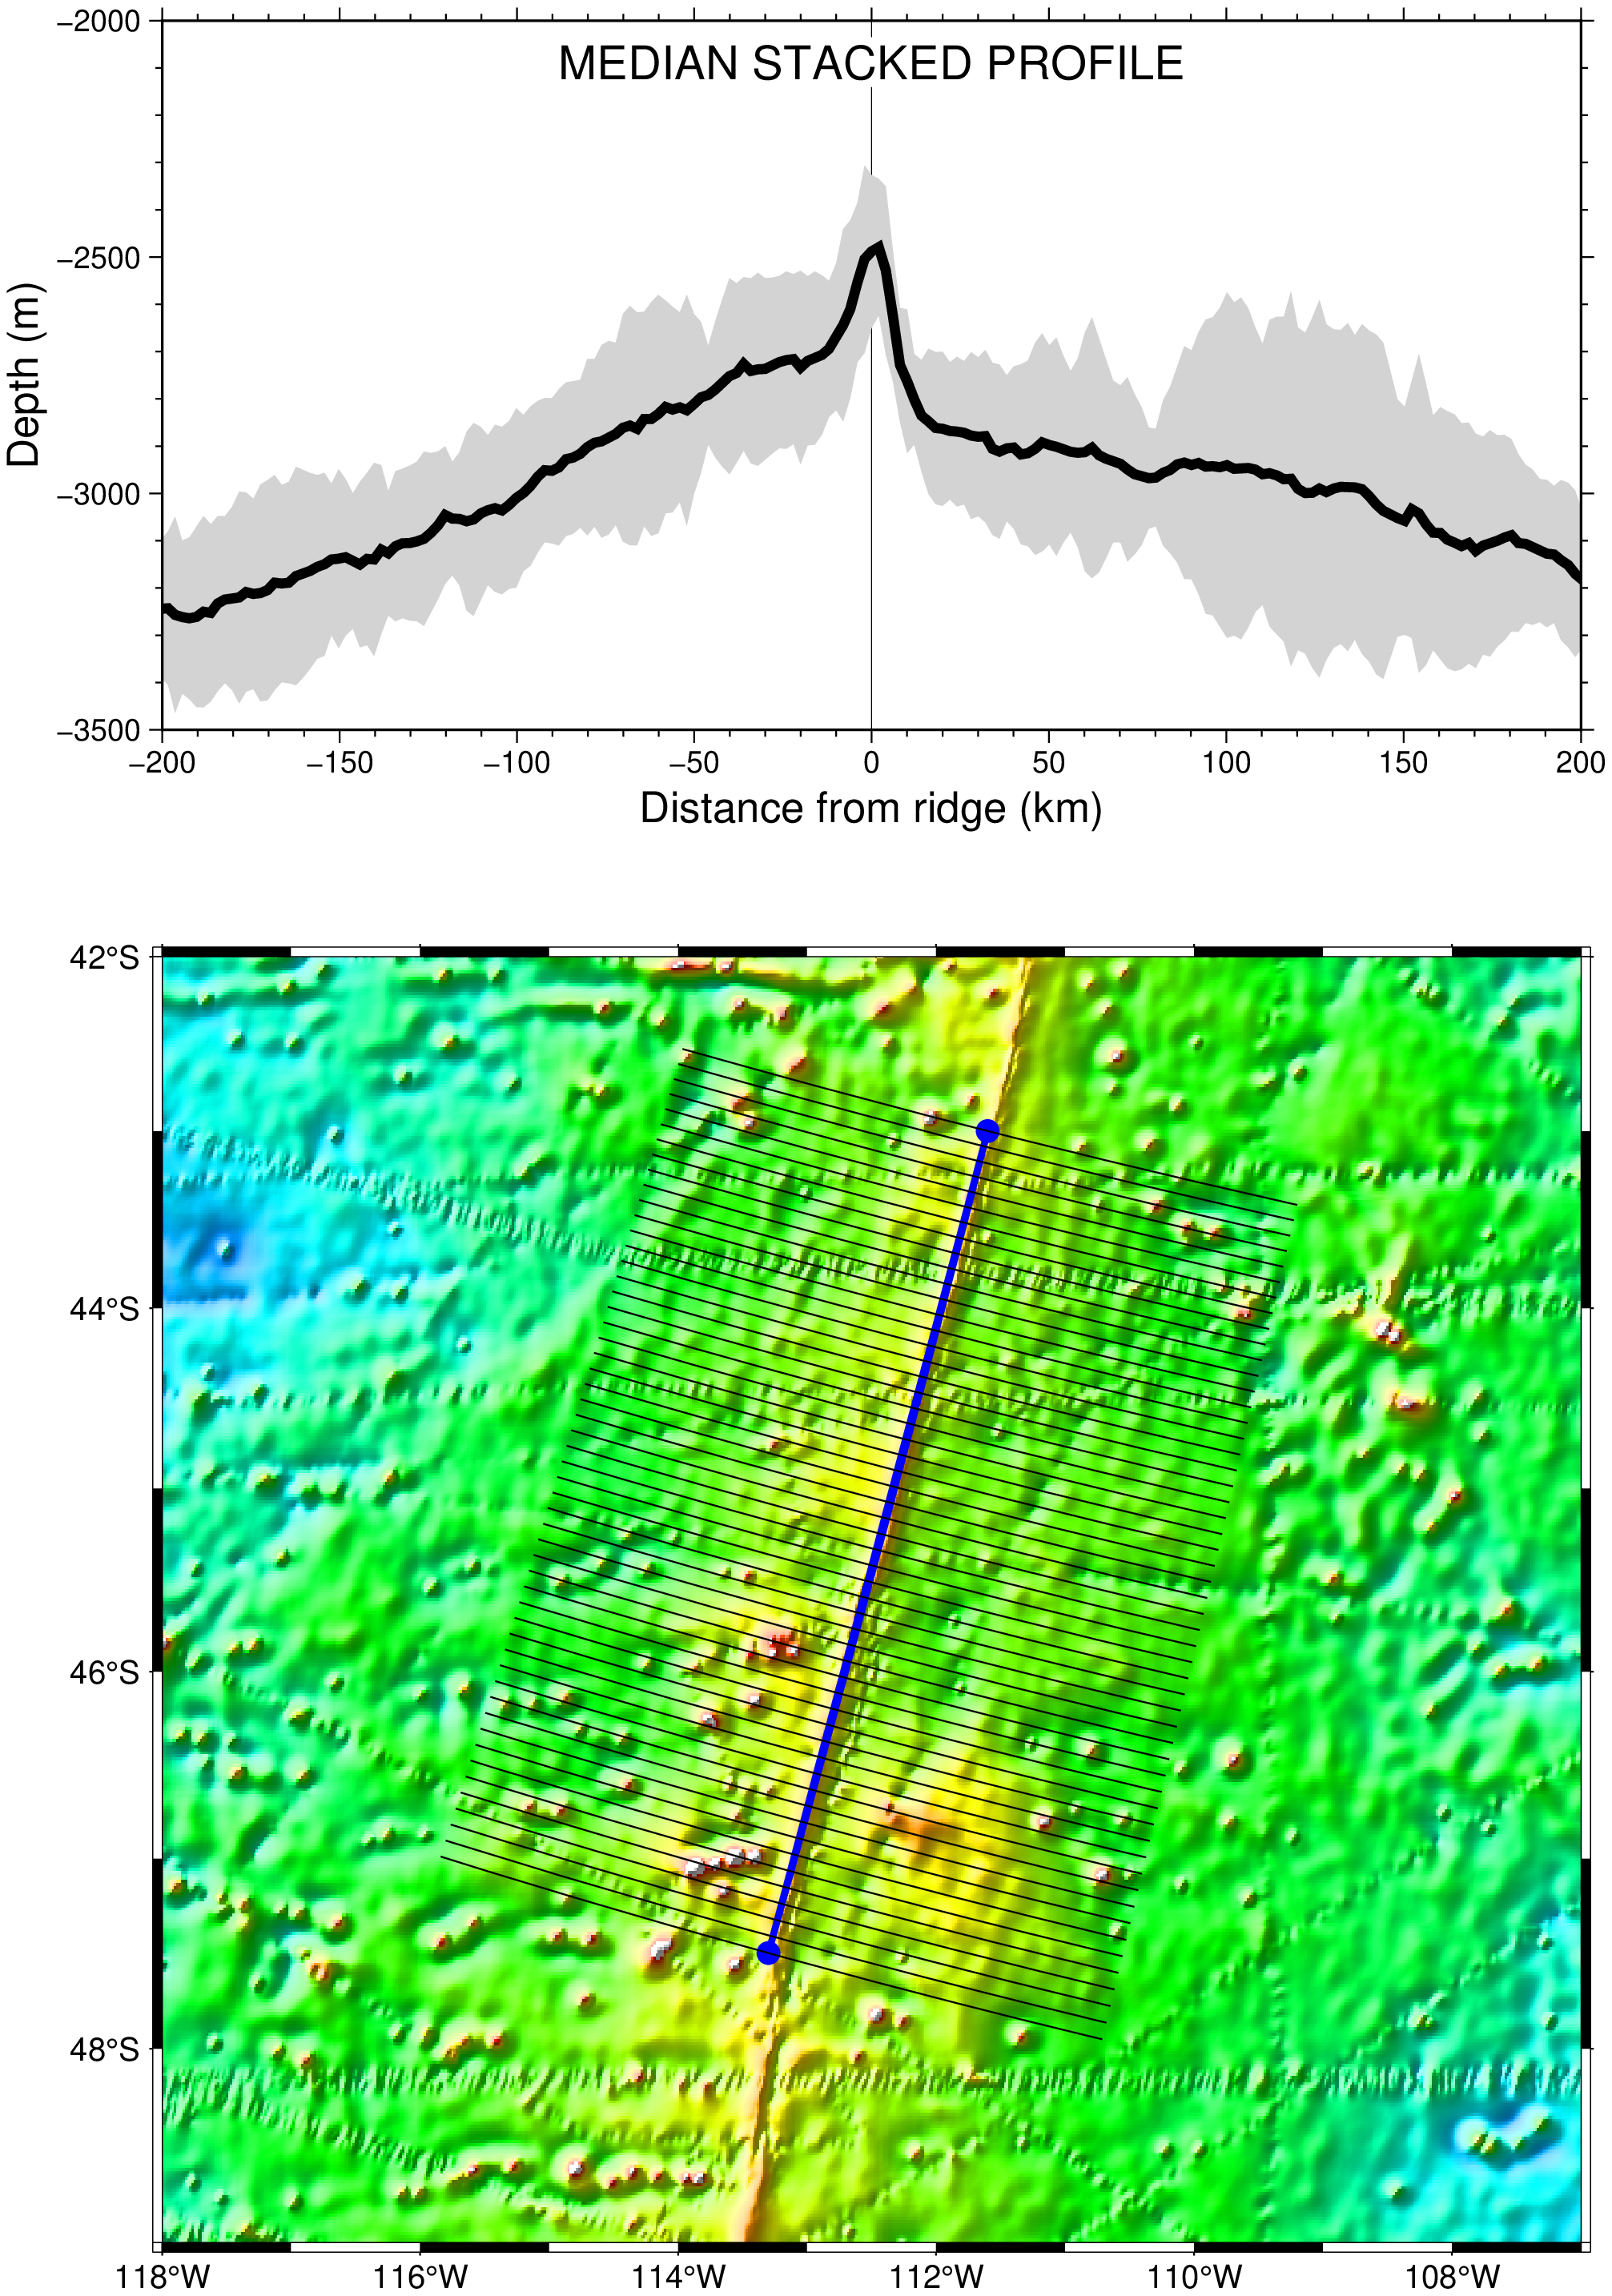 MEDIAN STACKED PROFILE
Depth (m)
−2000
−2500
−3000
−3500
−200 −150 −100 −50 0 50 100 150 200
Distance from ridge (km)
42°S
44°S
46°S
48°S
118°W 116°W 114°W 112°W 110°W 108°W